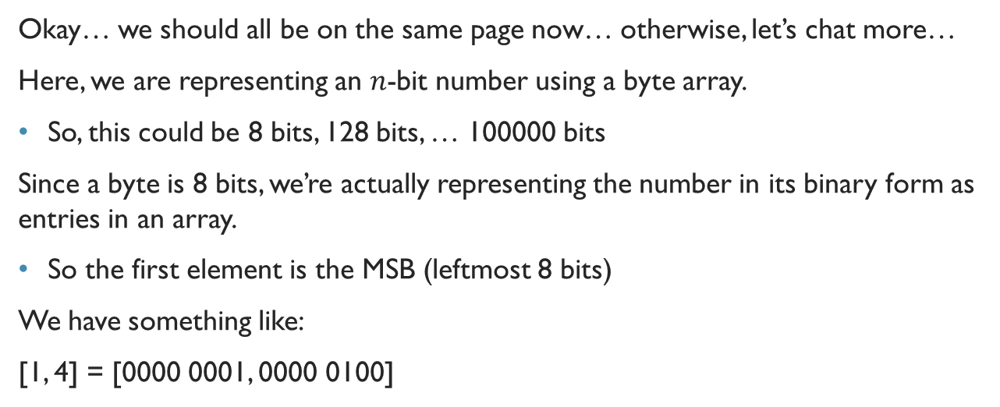 Okay… we should all be on the same page now… otherwise, let's chat more…
Here, we are representing an n-bit number using a byte array.
• So, this could be 8 bits, 128 bits, … 100000 bits
Since a byte is 8 bits, we're actually representing the number in its binary form as
entries in an array.
• So the first element is the MSB (leftmost 8 bits)
We have something like:
[1, 4] = [0000 0001, 0000 0100]